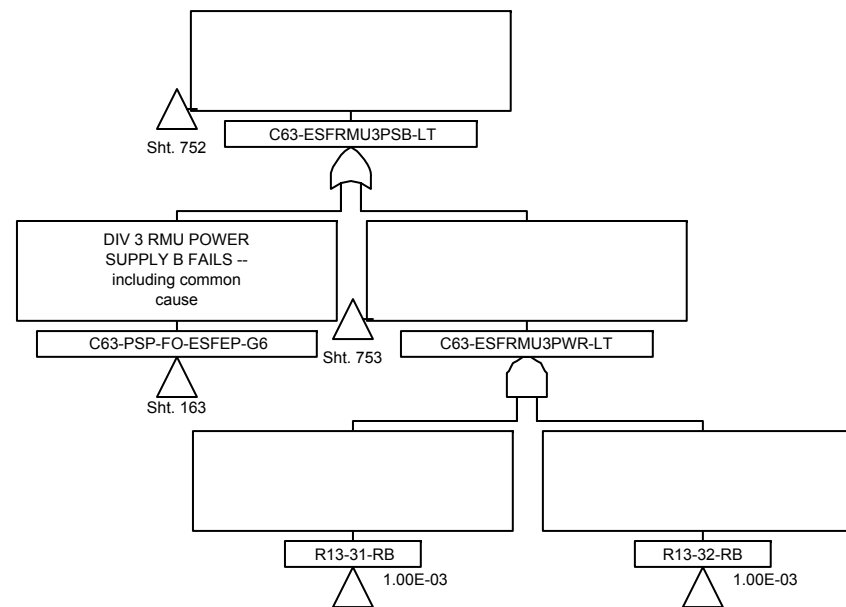 C63-ESFRMU3PSB-LT
Sht. 752
DIV 3 RMU POWER
SUPPLY B FAILS --
including common
cause
C63-PSP-FO-ESFEP-G6
Sht. 753
C63-ESFRMU3PWR-LT
Sht. 163
R13-31-RB
1.00E-03
R13-32-RB
1.00E-03